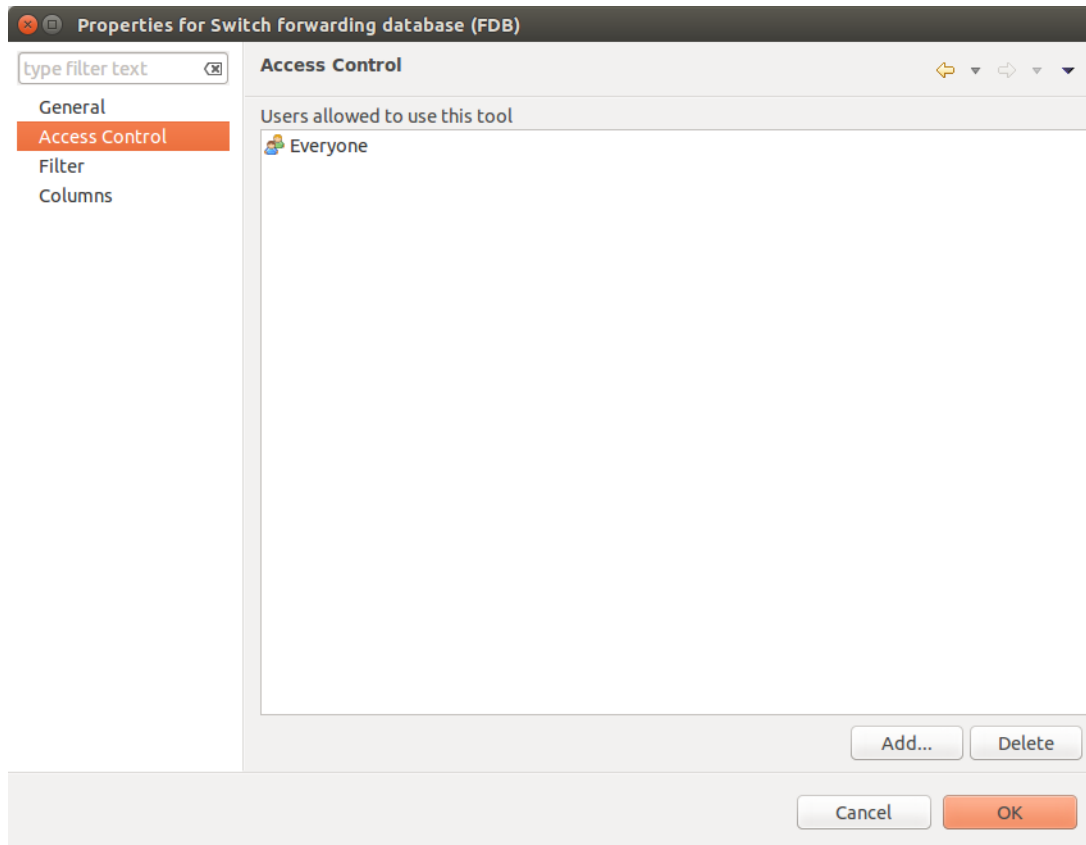 Properties for Switch forwarding database (FDB)
type filter text
General
Access Control
Filter
Columns
Access Control
Users allowed to use this tool
Everyone
Add...
Delete
Cancel
OK